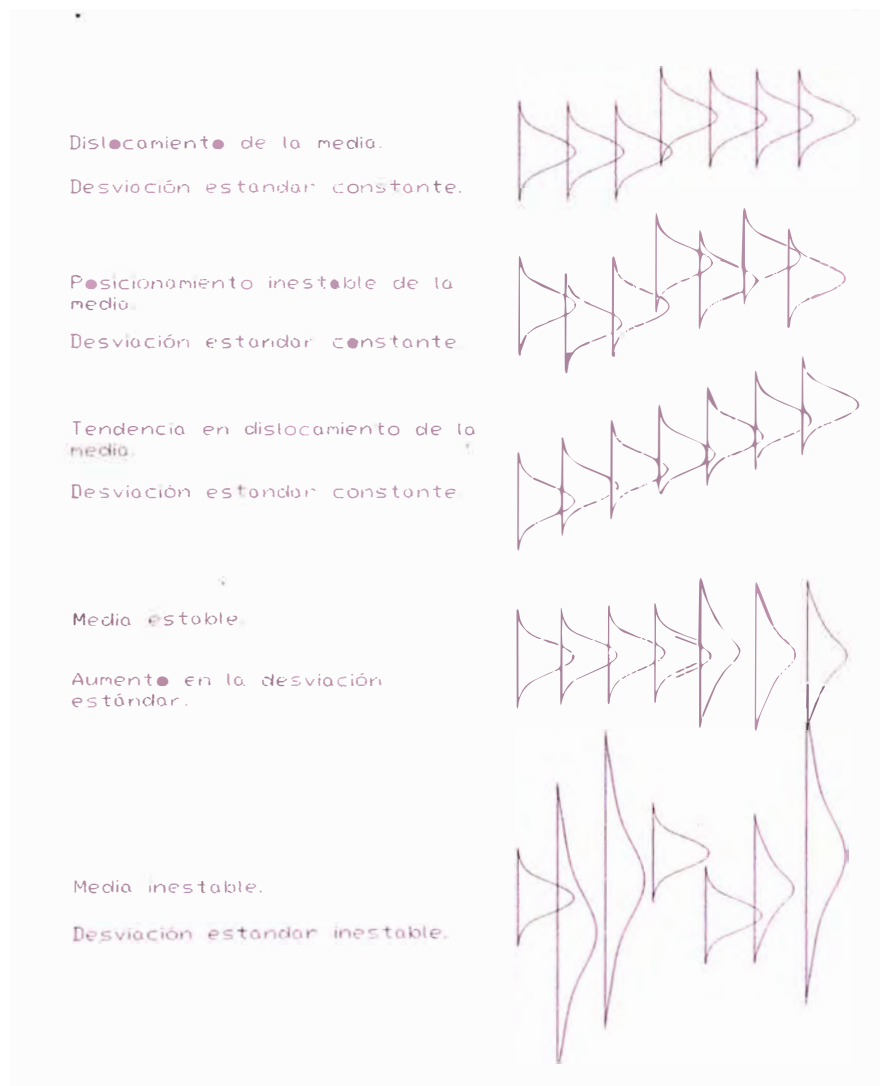 Dislocamiento de la media.
Desviación estandar constante.
Posicionamiento inestable de la
media.
Desviación estandar constante
Tendencia en dislocamiento de la
media.
Desviación estandar constante.
Media estable.
Aumento en la desviación
estándar.
Media inestable.
Desviación estandar inestable.